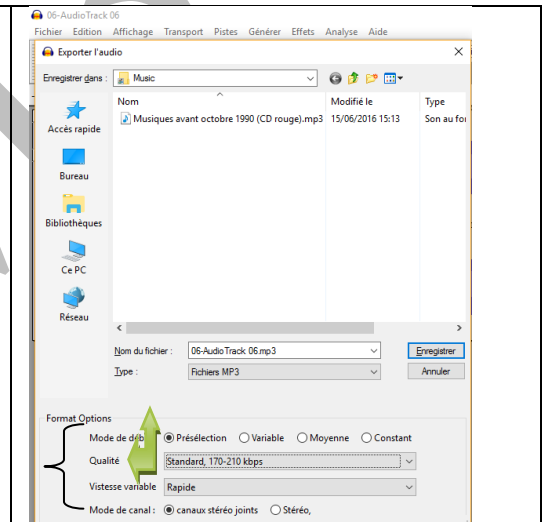 06-AudioTrack 06
Fichier Edition Affichage Transport Pistes Générer Effets Analyse Aide
Exporter l'audio
Enregistrer dans : Music
Nom Modifié le Type
Musiques avant octobre 1990 (CD rouge).mp3 15/06/2016 15:13 Son au for
Accès rapide
Bureau
Bibliothèques
Ce PC
Réseau
Nom du fichier : 06-AudioTrack 06.mp3 Enregistrer
Type : Fichiers MP3 Annuler
Format Options
Mode de déb Présélection Variable Moyenne Constant
Qualité Standard, 170-210 kbps
Vistesse variable Rapide
Mode de canal : canaux stéréo joints Stéréo,